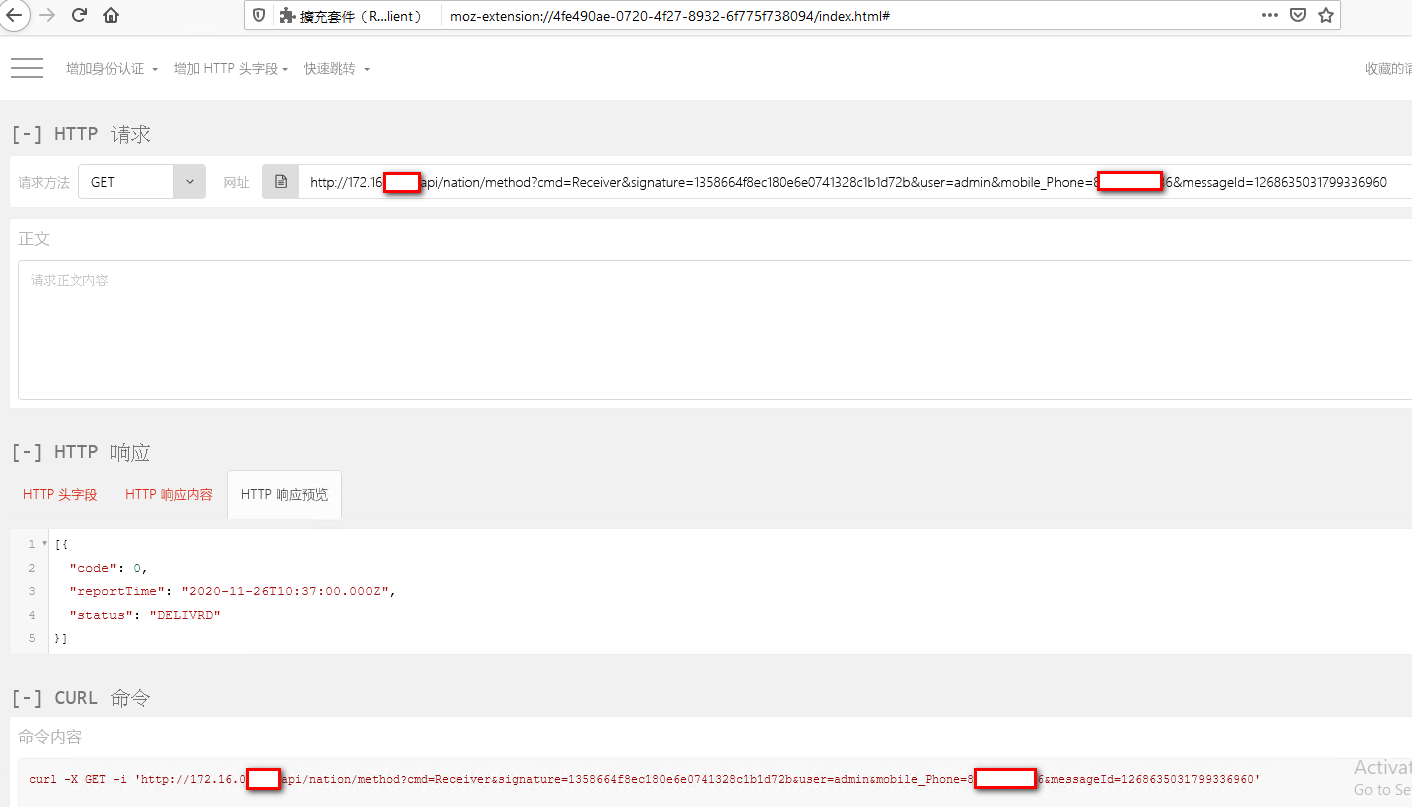 擴充套件（R...lient） moz-extension://4fe490ae-0720-4f27-8932-6f775f738094/index.html#
增加身份认证 增加 HTTP 头字段 快速跳转 收藏的请
[-] HTTP 请求
请求方法 GET 网址 http://172.16 api/nation/method?cmd=Receiver&signature=1358664f8ec180e6e0741328c1b1d72b&user=admin&mobile_Phone=8 6&messageId=1268635031799336960
正文
请求正文内容
[-] HTTP 响应
HTTP 头字段 HTTP 响应内容 HTTP 响应预览
1 [{
2 "code": 0,
3 "reportTime": "2020-11-26T10:37:00.000Z",
4 "status": "DELIVRD"
5 }]
[-] CURL 命令
命令内容
curl -X GET -i 'http://172.16.0 api/nation/method?cmd=Receiver&signature=1358664f8ec180e6e0741328c1b1d72b&user=admin&mobile_Phone=8 6&messageId=1268635031799336960'
Activat
Go to Se